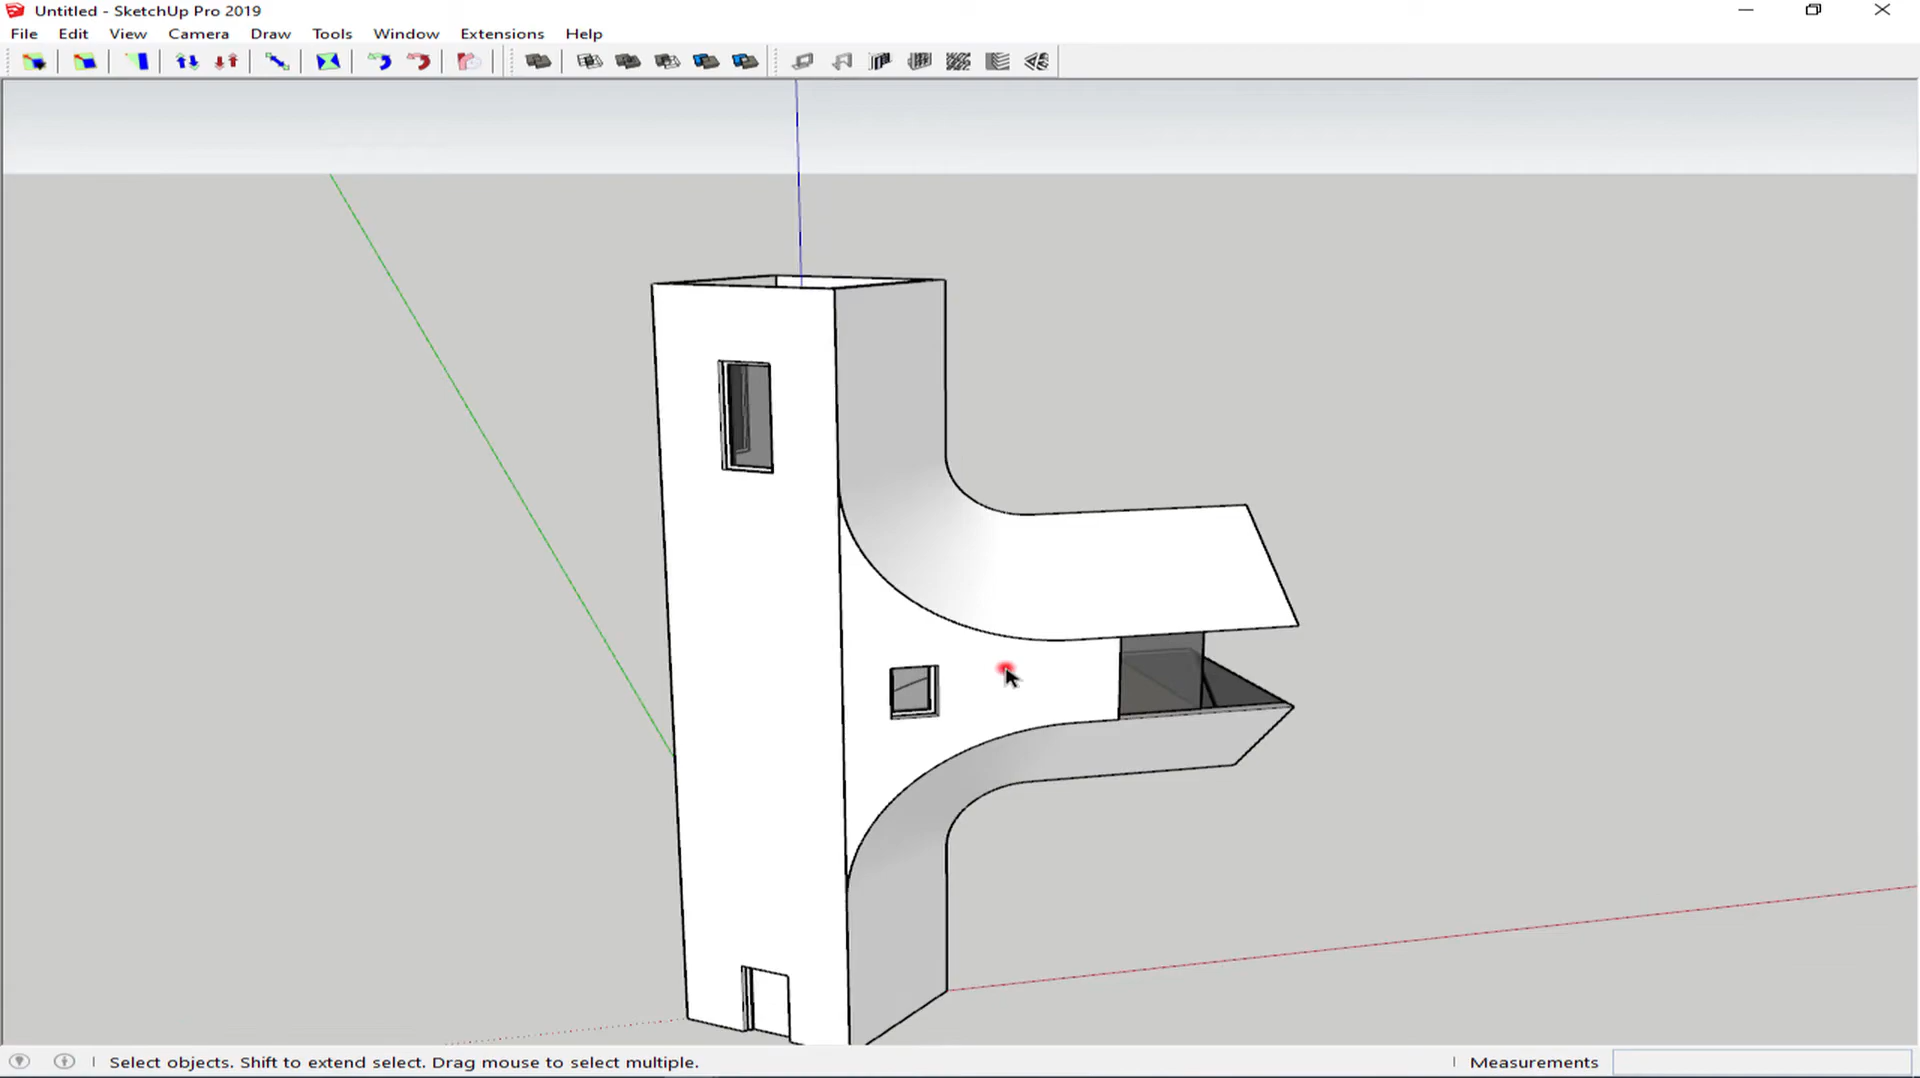 Untitled - SketchUp Pro 2019
File Edit View Camera Draw Tools Window Extensions Help
Select objects. Shift to extend select. Drag mouse to select multiple. Measurements